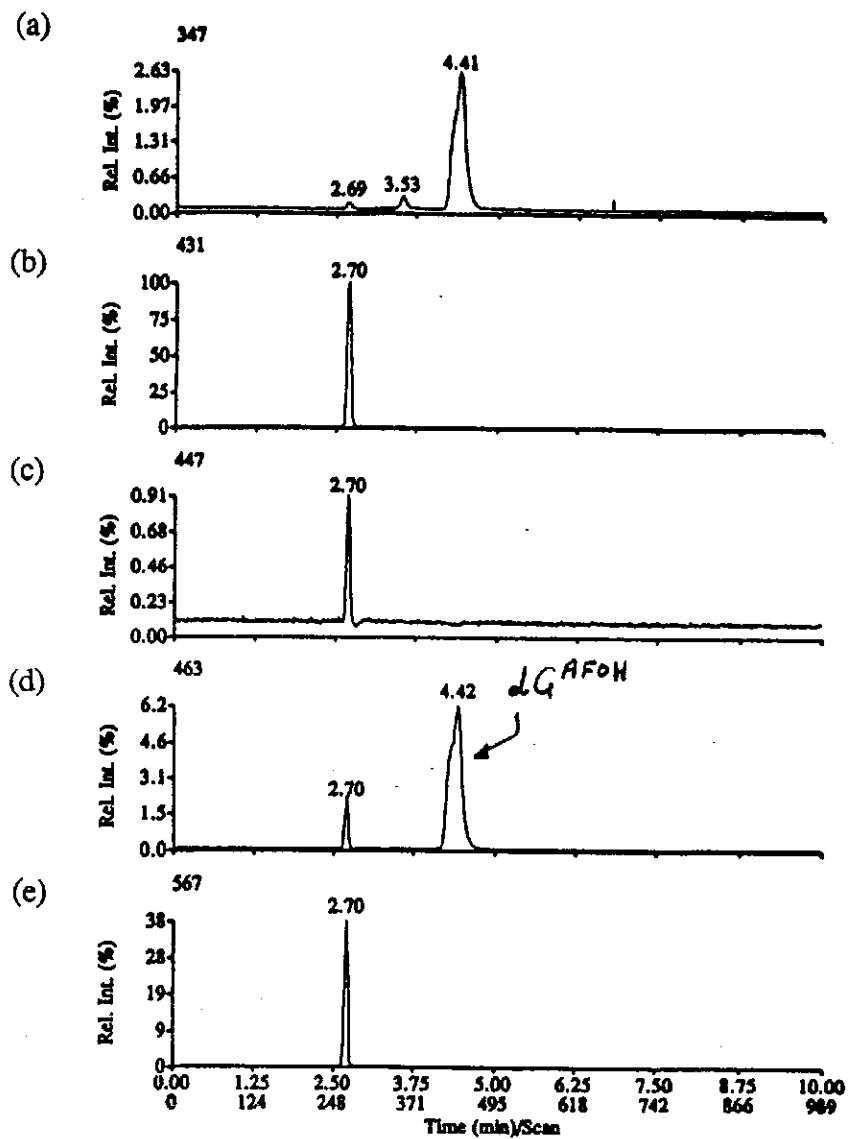 (a)
347
4.41
2.69
3.53
2.63
1.97
1.31
0.66
0.00
Rel. Int. (%)
(b)
431
2.70
100
75
50
25
0
Rel. Int. (%)
(c)
447
2.70
0.91
0.68
0.46
0.23
0.00
Rel. Int. (%)
(d)
463
4.42
dG^AFOH
2.70
6.2
4.6
3.1
1.5
0.0
Rel. Int. (%)
(e)
567
2.70
38
28
19
9
0
Rel. Int. (%)
0.00 1.25 2.50 3.75 5.00 6.25 7.50 8.75 10.00
0 124 248 371 495 618 742 866 989
Time (min)/Scan